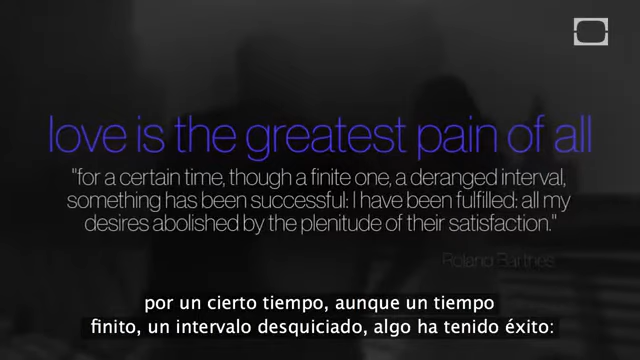 love is the greatest pain of all
"for a certain time, though a finite one, a deranged interval,
something has been successful: I have been fulfilled: all my
desires abolished by the plenitude of their satisfaction."
Roland Barthes
por un cierto tiempo, aunque un tiempo
finito, un intervalo desquiciado, algo ha tenido éxito: